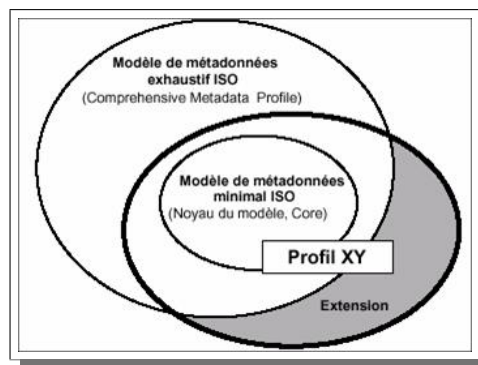 Modèle de métadonnées
exhaustif ISO
(Comprehensive Metadata Profile)
Modèle de métadonnées
minimal ISO
(Noyau du modèle, Core)
Profil XY
Extension